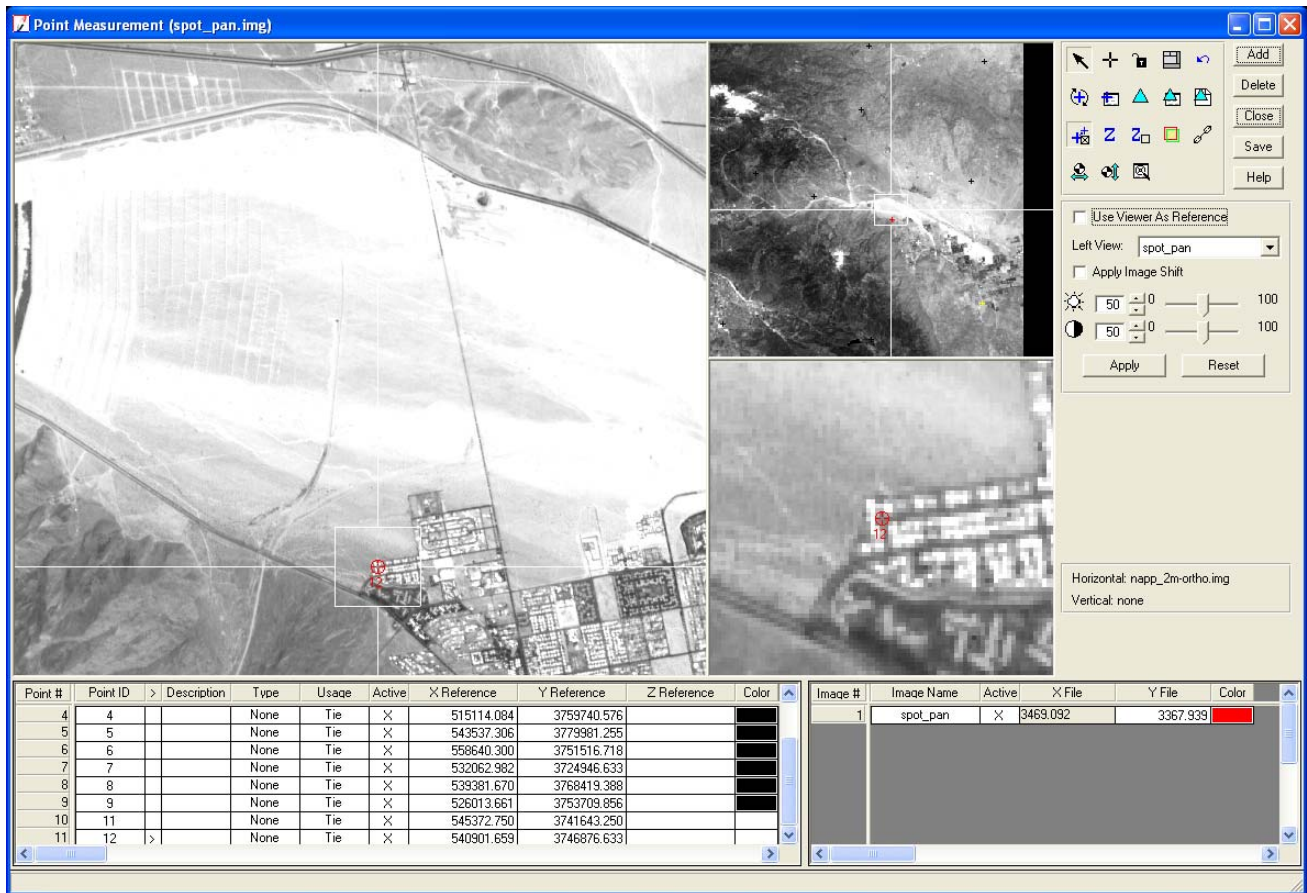 Point Measurement (spot_pan.img)
12
12
Add
Delete
Close
Save
Help
Z
Z
Use Viewer As Reference
Left View: spot_pan
Apply Image Shift
50 0 100
50 0 100
Apply Reset
Horizontal: napp_2m-ortho.img
Vertical: none
Point # Point ID > Description Type Usage Active X Reference Y Reference Z Reference Color
4 4 None Tie X 515114.084 3759740.576
5 5 None Tie X 543537.306 3779981.255
6 6 None Tie X 558640.300 3751516.718
7 7 None Tie X 532062.982 3724946.633
8 8 None Tie X 539381.670 3768419.388
9 9 None Tie X 526013.661 3753709.856
10 11 None Tie X 545372.750 3741643.250
11 12 > None Tie X 540901.659 3746876.633
Image # Image Name Active X File Y File Color
1 spot_pan X 3469.092 3367.939